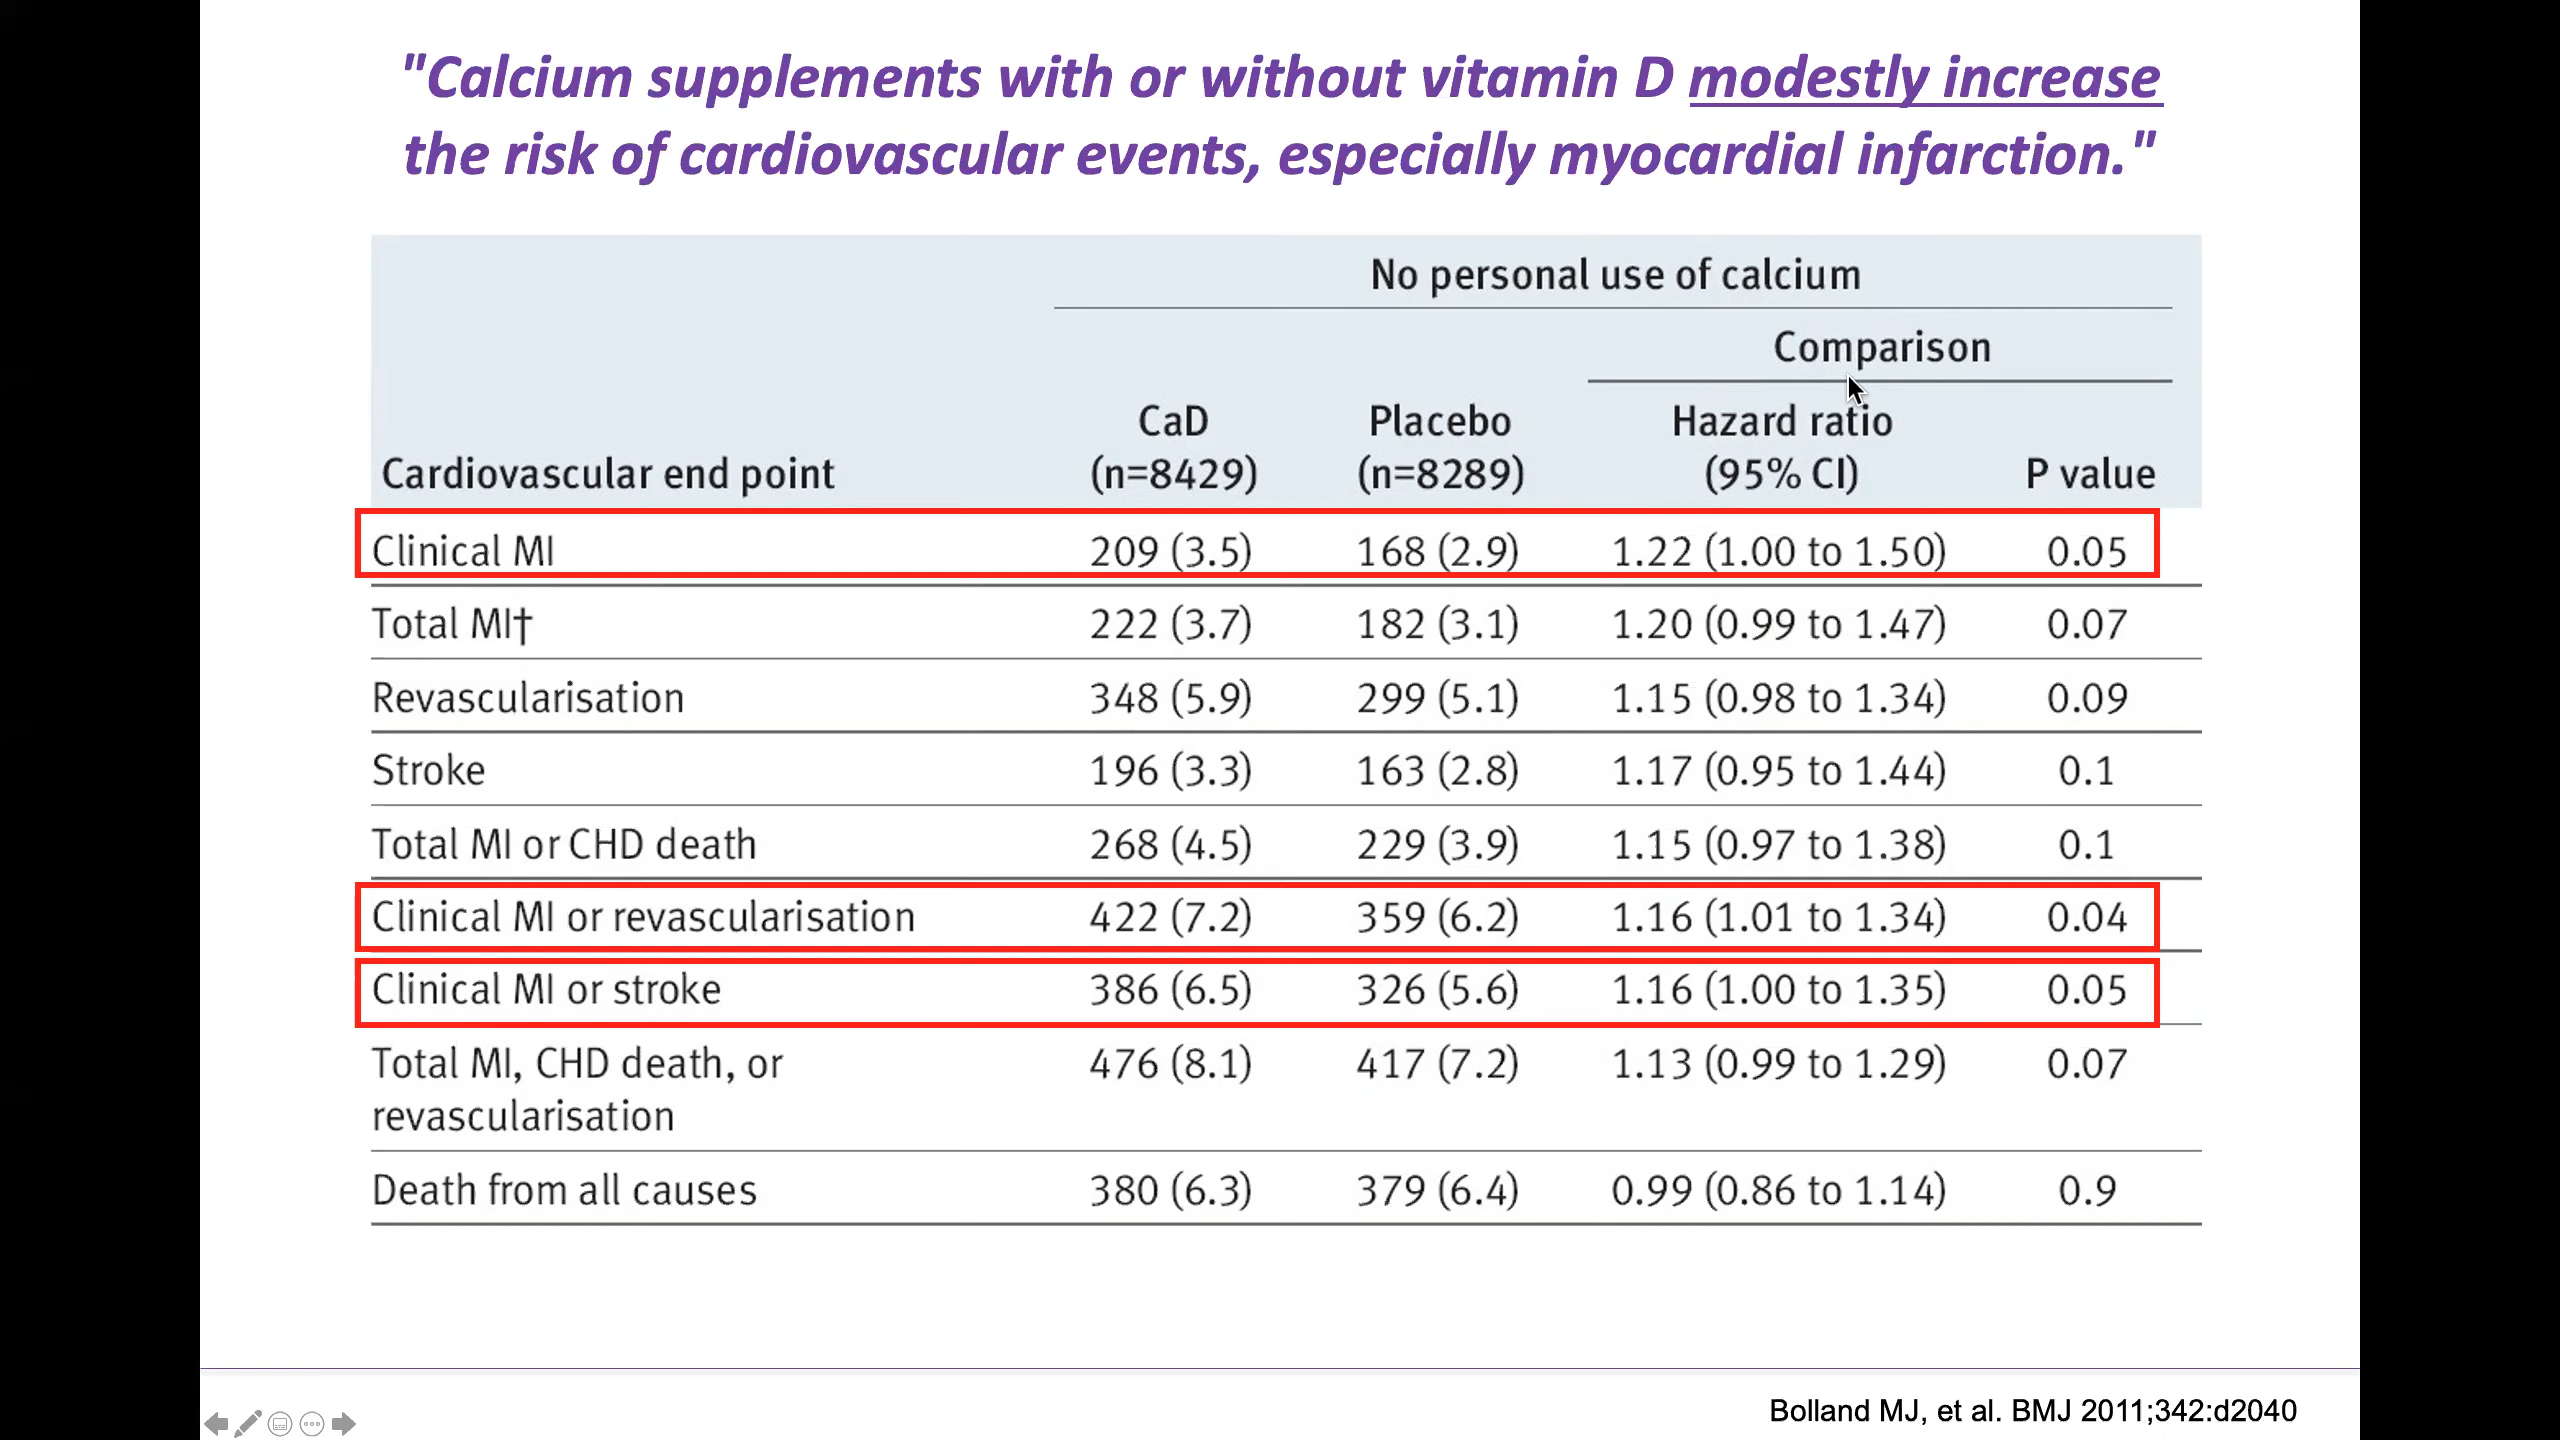 "Calcium supplements with or without vitamin D modestly increase
the risk of cardiovascular events, especially myocardial infarction."
No personal use of calcium
Comparison
Cardiovascular end point CaD (n=8429) Placebo (n=8289) Hazard ratio (95% CI) P value
Clinical MI 209 (3.5) 168 (2.9) 1.22 (1.00 to 1.50) 0.05
Total MI† 222 (3.7) 182 (3.1) 1.20 (0.99 to 1.47) 0.07
Revascularisation 348 (5.9) 299 (5.1) 1.15 (0.98 to 1.34) 0.09
Stroke 196 (3.3) 163 (2.8) 1.17 (0.95 to 1.44) 0.1
Total MI or CHD death 268 (4.5) 229 (3.9) 1.15 (0.97 to 1.38) 0.1
Clinical MI or revascularisation 422 (7.2) 359 (6.2) 1.16 (1.01 to 1.34) 0.04
Clinical MI or stroke 386 (6.5) 326 (5.6) 1.16 (1.00 to 1.35) 0.05
Total MI, CHD death, or 476 (8.1) 417 (7.2) 1.13 (0.99 to 1.29) 0.07
revascularisation
Death from all causes 380 (6.3) 379 (6.4) 0.99 (0.86 to 1.14) 0.9
Bolland MJ, et al. BMJ 2011;342:d2040